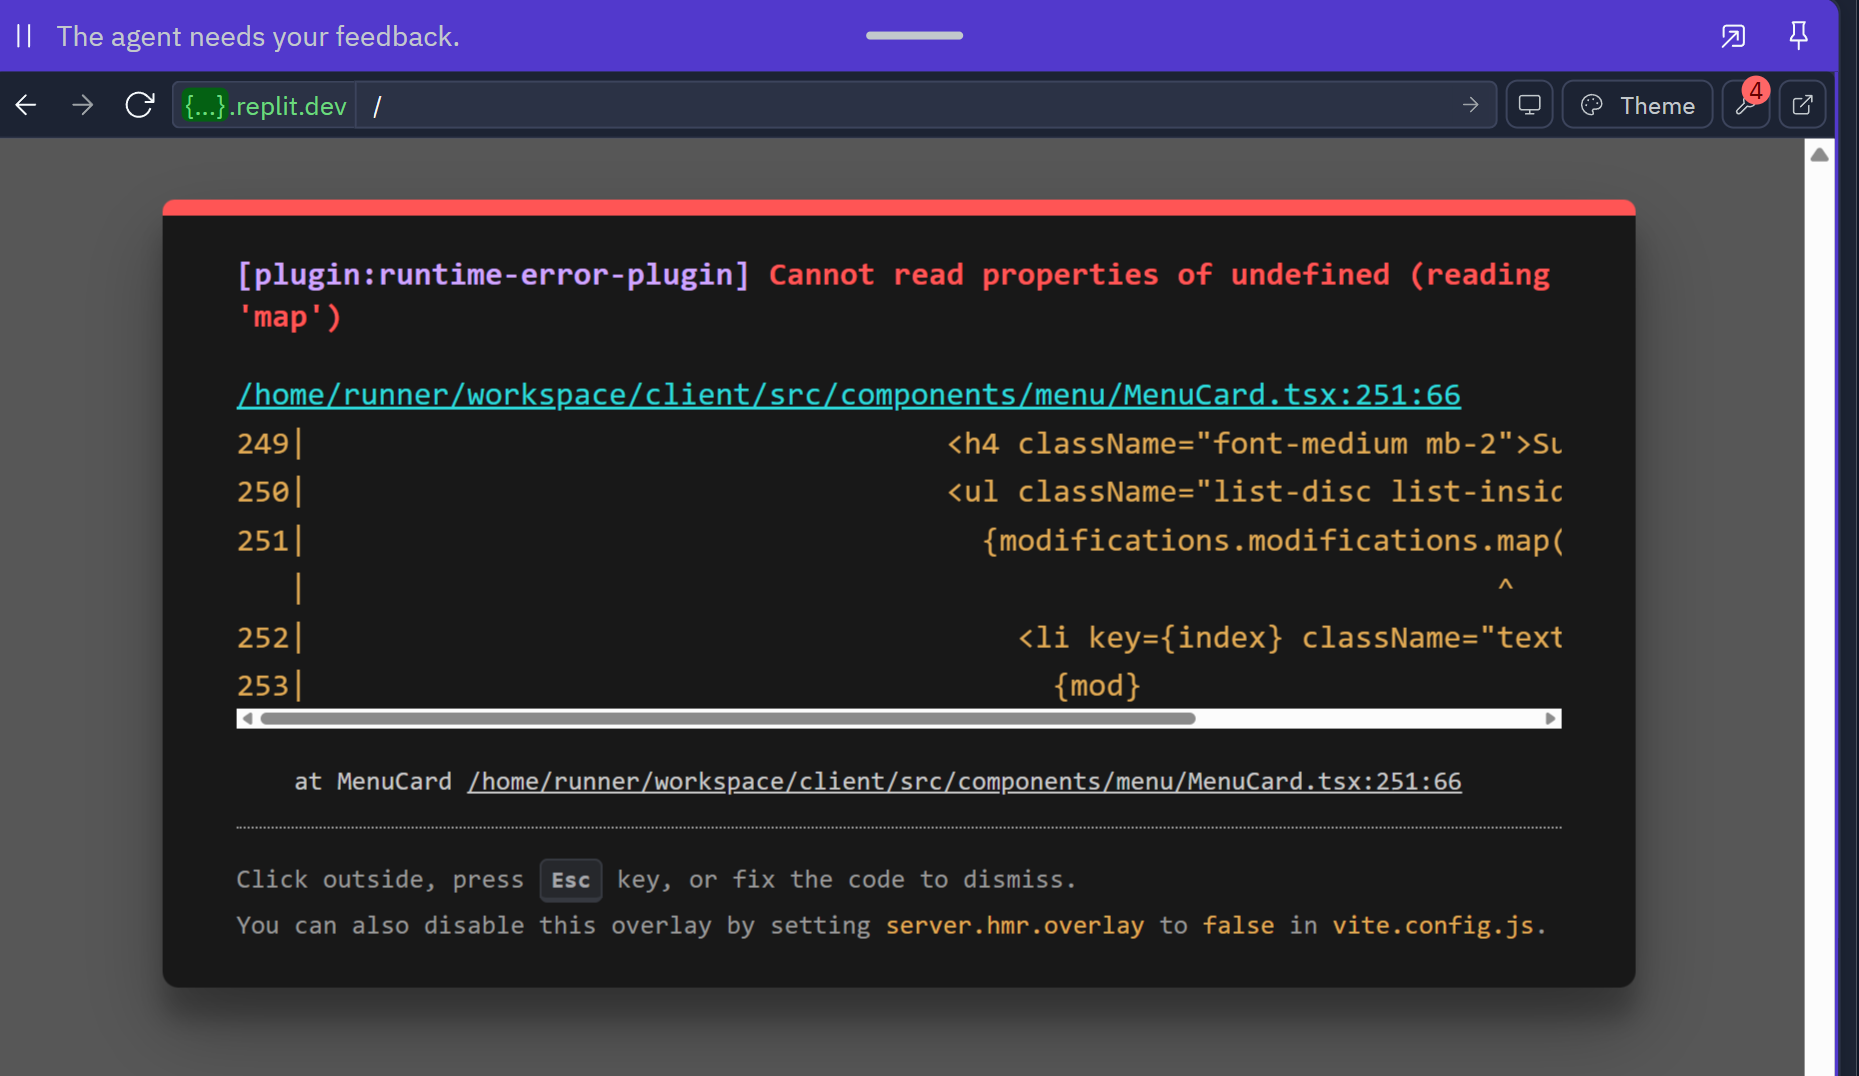 The agent needs your feedback.
{...}.replit.dev /
Theme
4
[plugin:runtime-error-plugin] Cannot read properties of undefined (reading
'map')
/home/runner/workspace/client/src/components/menu/MenuCard.tsx:251:66
249| <h4 className="font-medium mb-2">Su
250| <ul className="list-disc list-insid
251| {modifications.modifications.map(
| ^
252| <li key={index} className="text
253| {mod}
at MenuCard /home/runner/workspace/client/src/components/menu/MenuCard.tsx:251:66
Click outside, press Esc key, or fix the code to dismiss.
You can also disable this overlay by setting server.hmr.overlay to false in vite.config.js.